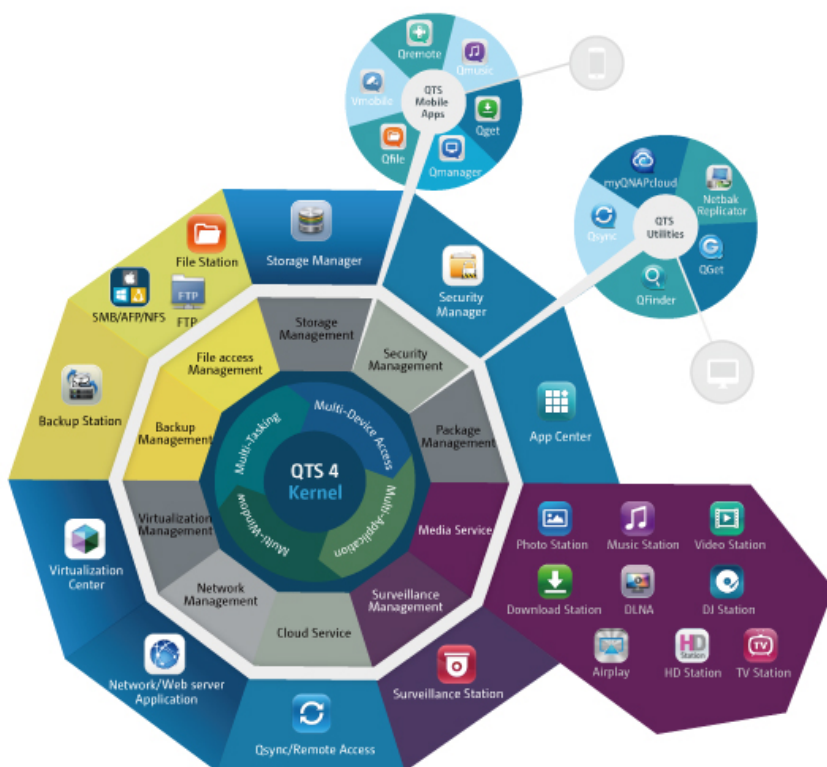 Qremote
Qmusic
Vmobile
QTS
Mobile
Apps
Qget
Qfile
Qmanager
myQNAPcloud
Netbak
Replicator
Qsync
QTS
Utilities
QGet
QFinder
File Station
Storage Manager
Security
Manager
SMB/AFP/NFS
FTP
FTP
Storage
Management
File access
Management
Security
Management
Backup Station
Backup
Management
Package
Management
App Center
Multi-Tasking
Multi-Device Access
Multi-Window
Multi-Application
QTS 4
Kernel
Virtualization
Management
Media Service
Virtualization
Center
Network
Management
Surveillance
Management
Cloud Service
Network/Web server
Application
Qsync/Remote Access
Surveillance Station
Photo Station
Music Station
Video Station
Download Station
DLNA
DJ Station
HD
Station
TV
Airplay
HD Station
TV Station